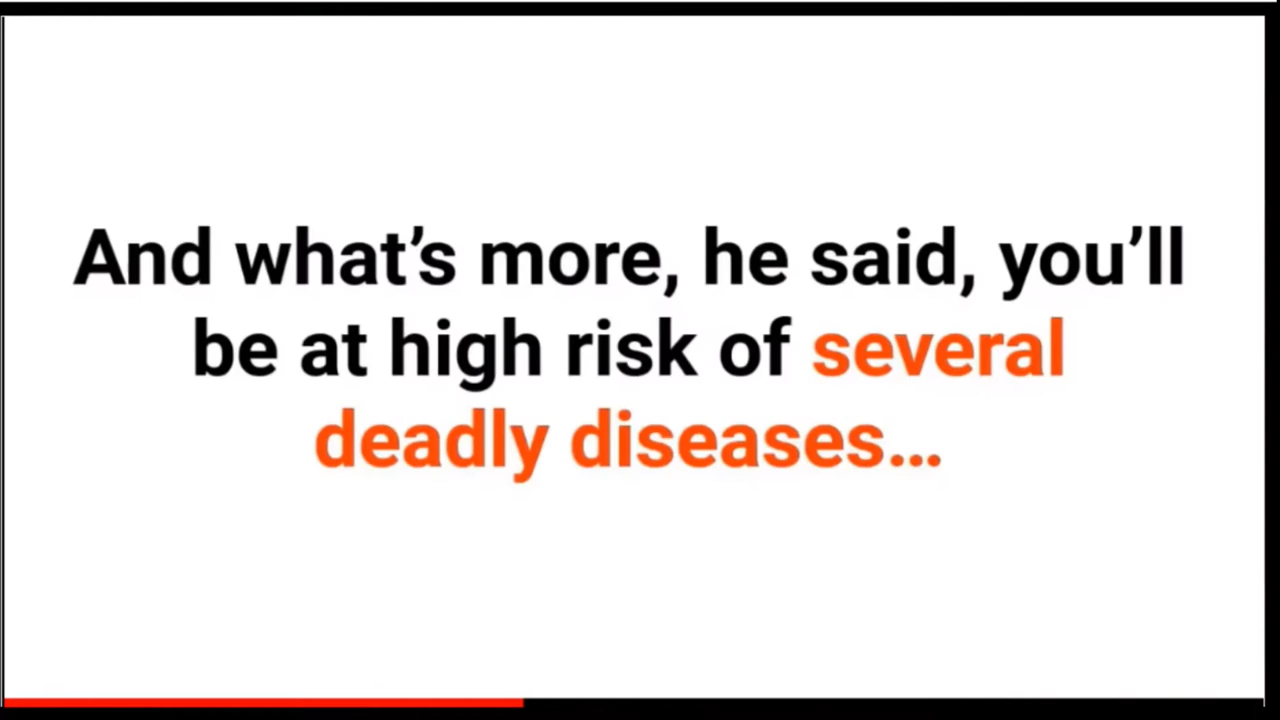 And what’s more, he said, you’ll
be at high risk of several
deadly diseases...